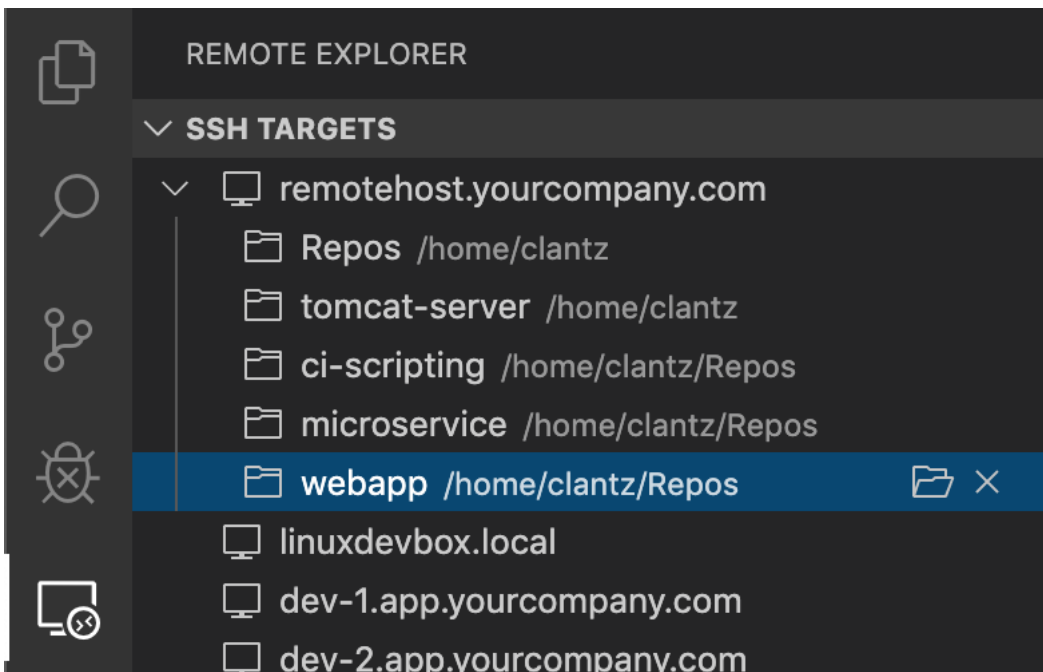 REMOTE EXPLORER
SSH TARGETS
remotehost.yourcompany.com
Repos /home/clantz
tomcat-server /home/clantz
ci-scripting /home/clantz/Repos
microservice /home/clantz/Repos
webapp /home/clantz/Repos
linuxdevbox.local
dev-1.app.yourcompany.com
dev-2.app.yourcompany.com